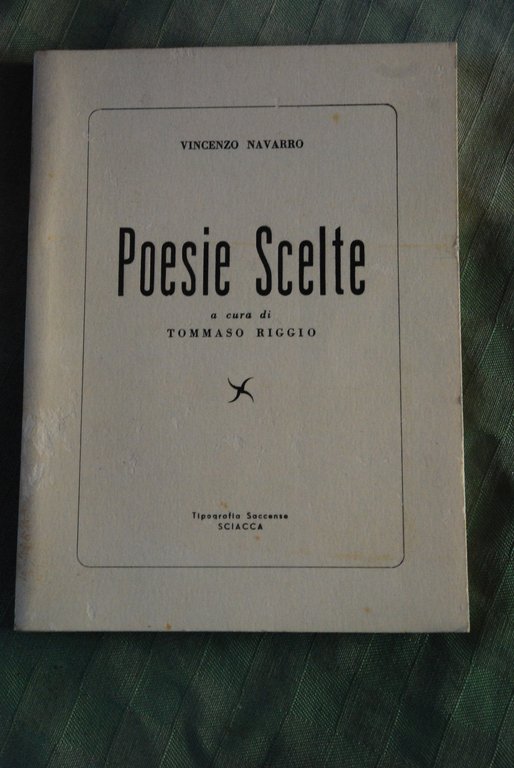 VINCENZO NAVARRO
Poesie Scelte
a cura di
TOMMASO RIGGIO
Tipografia Saccense
SCIACCA